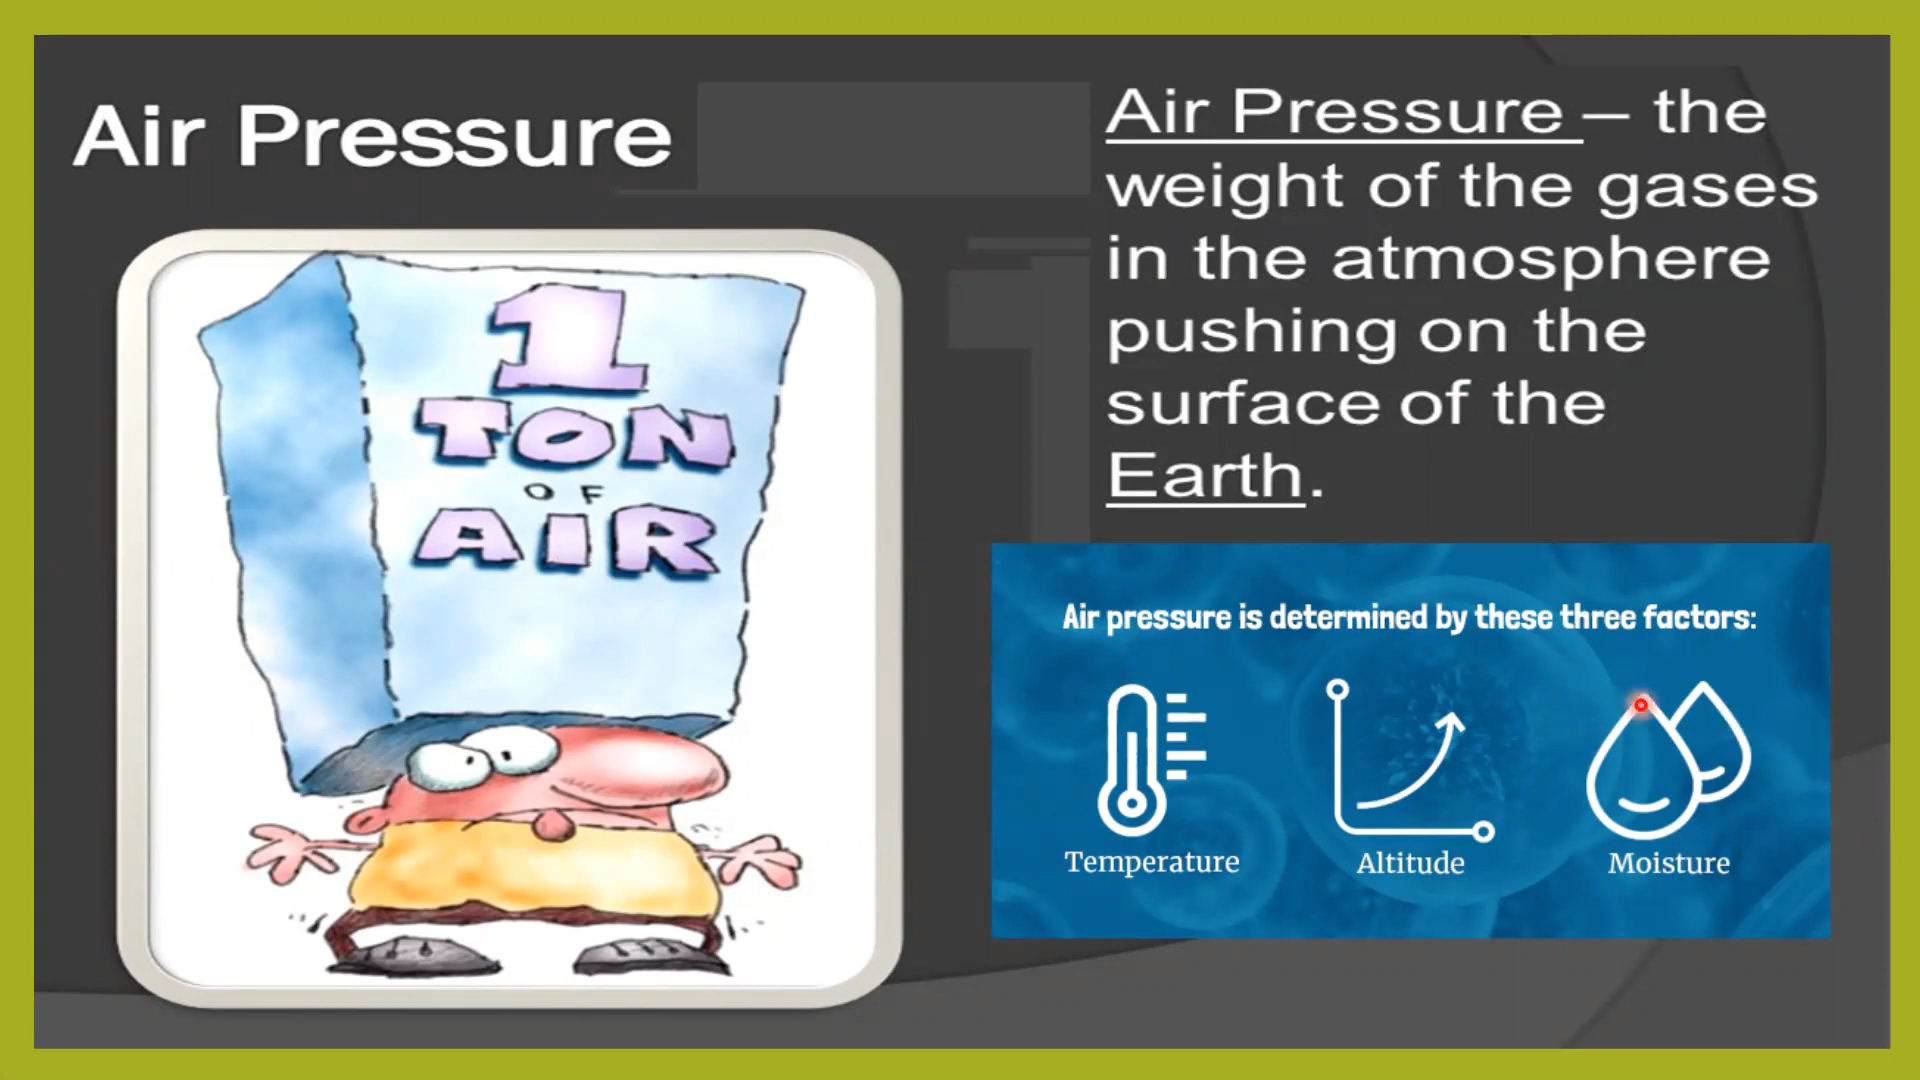 Air Pressure
1
TON
OF
AIR
Air Pressure – the
weight of the gases
in the atmosphere
pushing on the
surface of the
Earth.
Air pressure is determined by these three factors:
Temperature
Altitude
Moisture